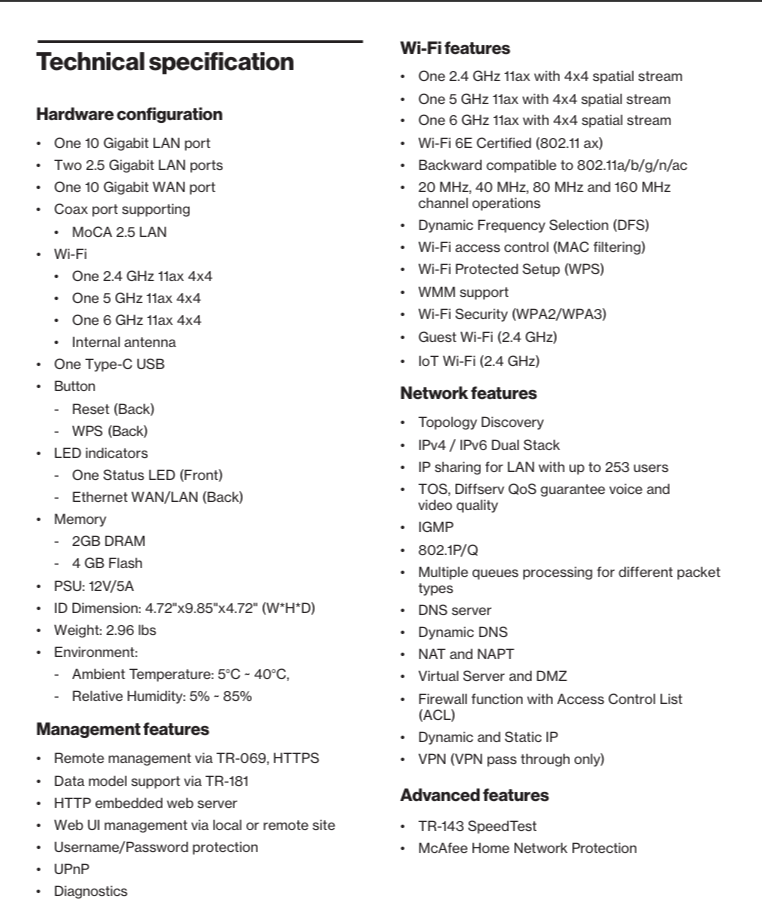 Technical specification
Hardware configuration
• One 10 Gigabit LAN port
• Two 2.5 Gigabit LAN ports
• One 10 Gigabit WAN port
• Coax port supporting
• MoCA 2.5 LAN
• Wi-Fi
• One 2.4 GHz 11ax 4x4
• One 5 GHz 11ax 4x4
• One 6 GHz 11ax 4x4
• Internal antenna
• One Type-C USB
• Button
- Reset (Back)
- WPS (Back)
• LED indicators
- One Status LED (Front)
- Ethernet WAN/LAN (Back)
• Memory
- 2GB DRAM
- 4 GB Flash
• PSU: 12V/5A
• ID Dimension: 4.72"x9.85"x4.72" (W*H*D)
• Weight: 2.96 lbs
• Environment:
- Ambient Temperature: 5°C - 40°C,
- Relative Humidity: 5% - 85%
Management features
• Remote management via TR-069, HTTPS
• Data model support via TR-181
• HTTP embedded web server
• Web UI management via local or remote site
• Username/Password protection
• UPnP
• Diagnostics
Wi-Fi features
• One 2.4 GHz 11ax with 4x4 spatial stream
• One 5 GHz 11ax with 4x4 spatial stream
• One 6 GHz 11ax with 4x4 spatial stream
• Wi-Fi 6E Certified (802.11 ax)
• Backward compatible to 802.11a/b/g/n/ac
• 20 MHz, 40 MHz, 80 MHz and 160 MHz
channel operations
• Dynamic Frequency Selection (DFS)
• Wi-Fi access control (MAC filtering)
• Wi-Fi Protected Setup (WPS)
• WMM support
• Wi-Fi Security (WPA2/WPA3)
• Guest Wi-Fi (2.4 GHz)
• IoT Wi-Fi (2.4 GHz)
Network features
• Topology Discovery
• IPv4 / IPv6 Dual Stack
• IP sharing for LAN with up to 253 users
• TOS, Diffserv QoS guarantee voice and
video quality
• IGMP
• 802.1P/Q
• Multiple queues processing for different packet
types
• DNS server
• Dynamic DNS
• NAT and NAPT
• Virtual Server and DMZ
• Firewall function with Access Control List
(ACL)
• Dynamic and Static IP
• VPN (VPN pass through only)
Advanced features
• TR-143 SpeedTest
• McAfee Home Network Protection